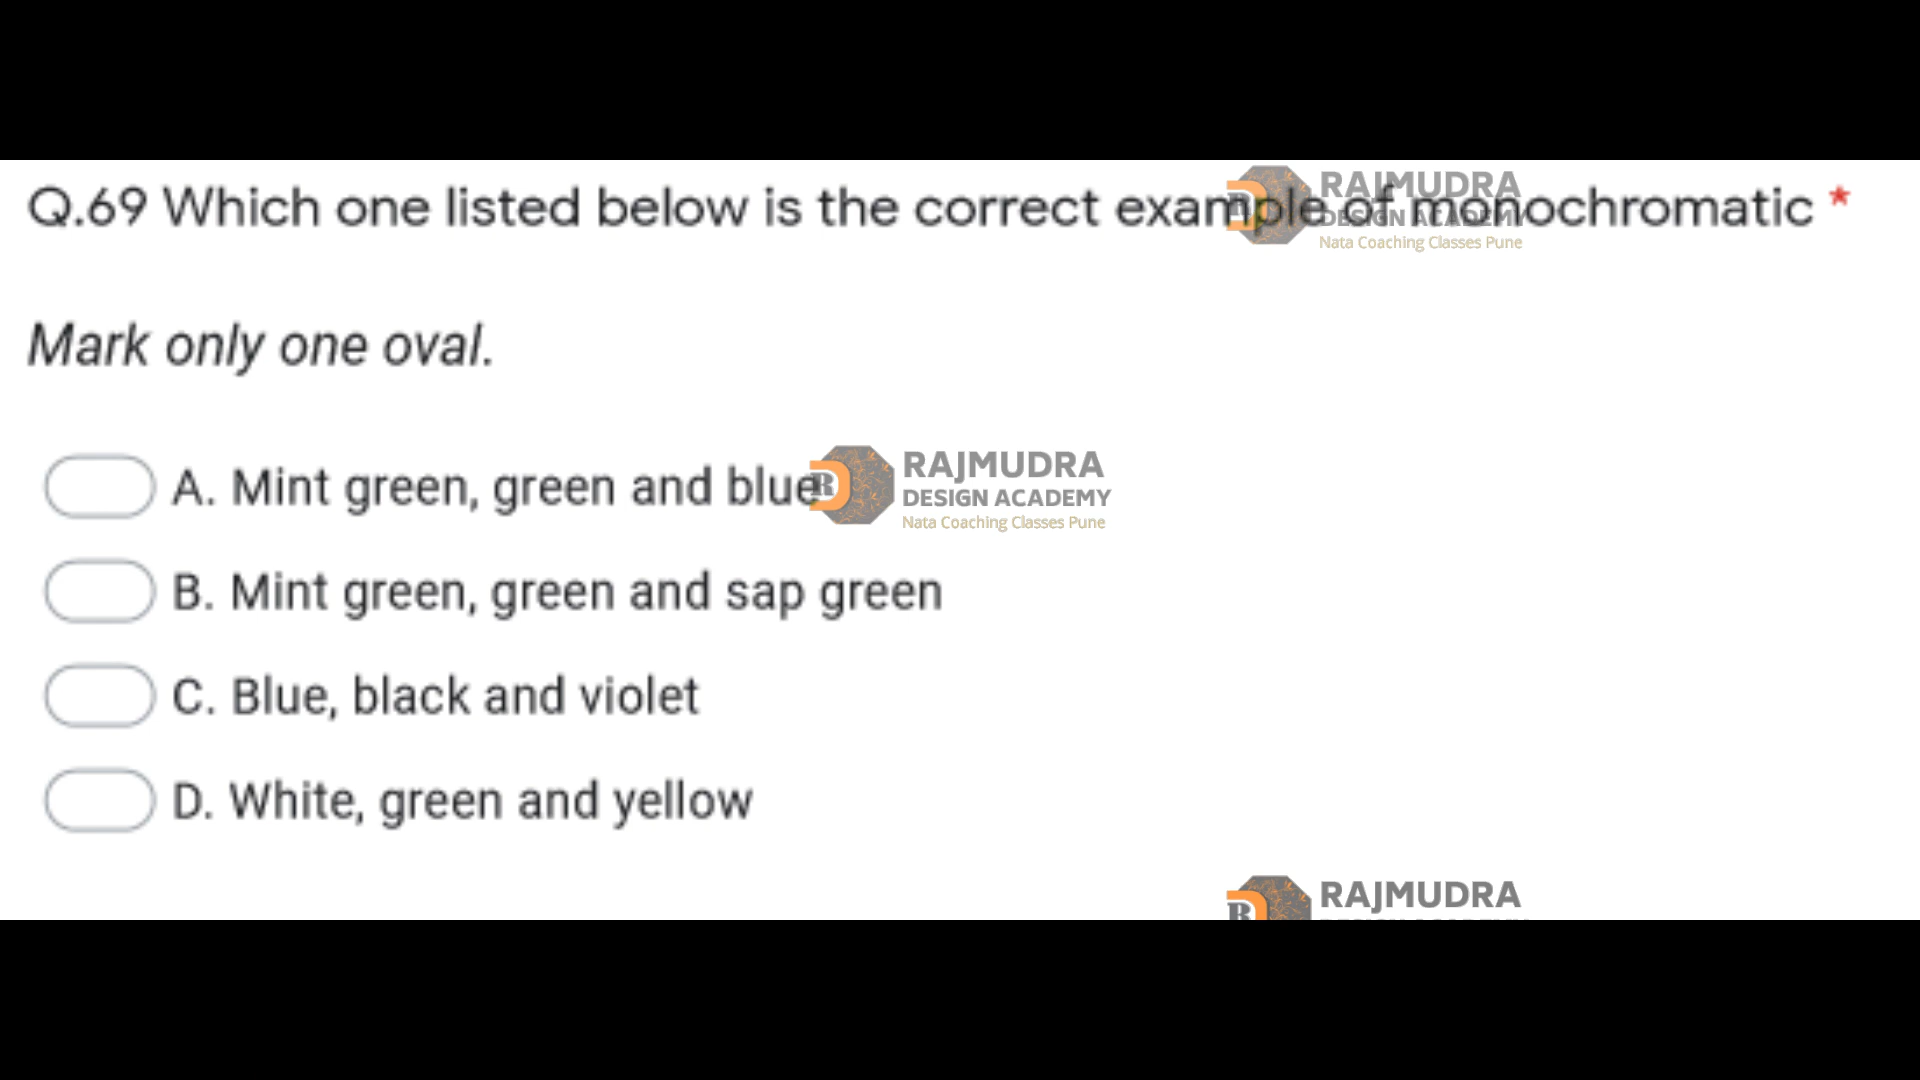 Q.69 Which one listed below is the correct example of monochromatic *
RAJMUDRA
DESIGN ACADEMY
Nata Coaching Classes Pune
Mark only one oval.
A. Mint green, green and blue
RAJMUDRA
DESIGN ACADEMY
Nata Coaching Classes Pune
B. Mint green, green and sap green
C. Blue, black and violet
D. White, green and yellow
RAJMUDRA